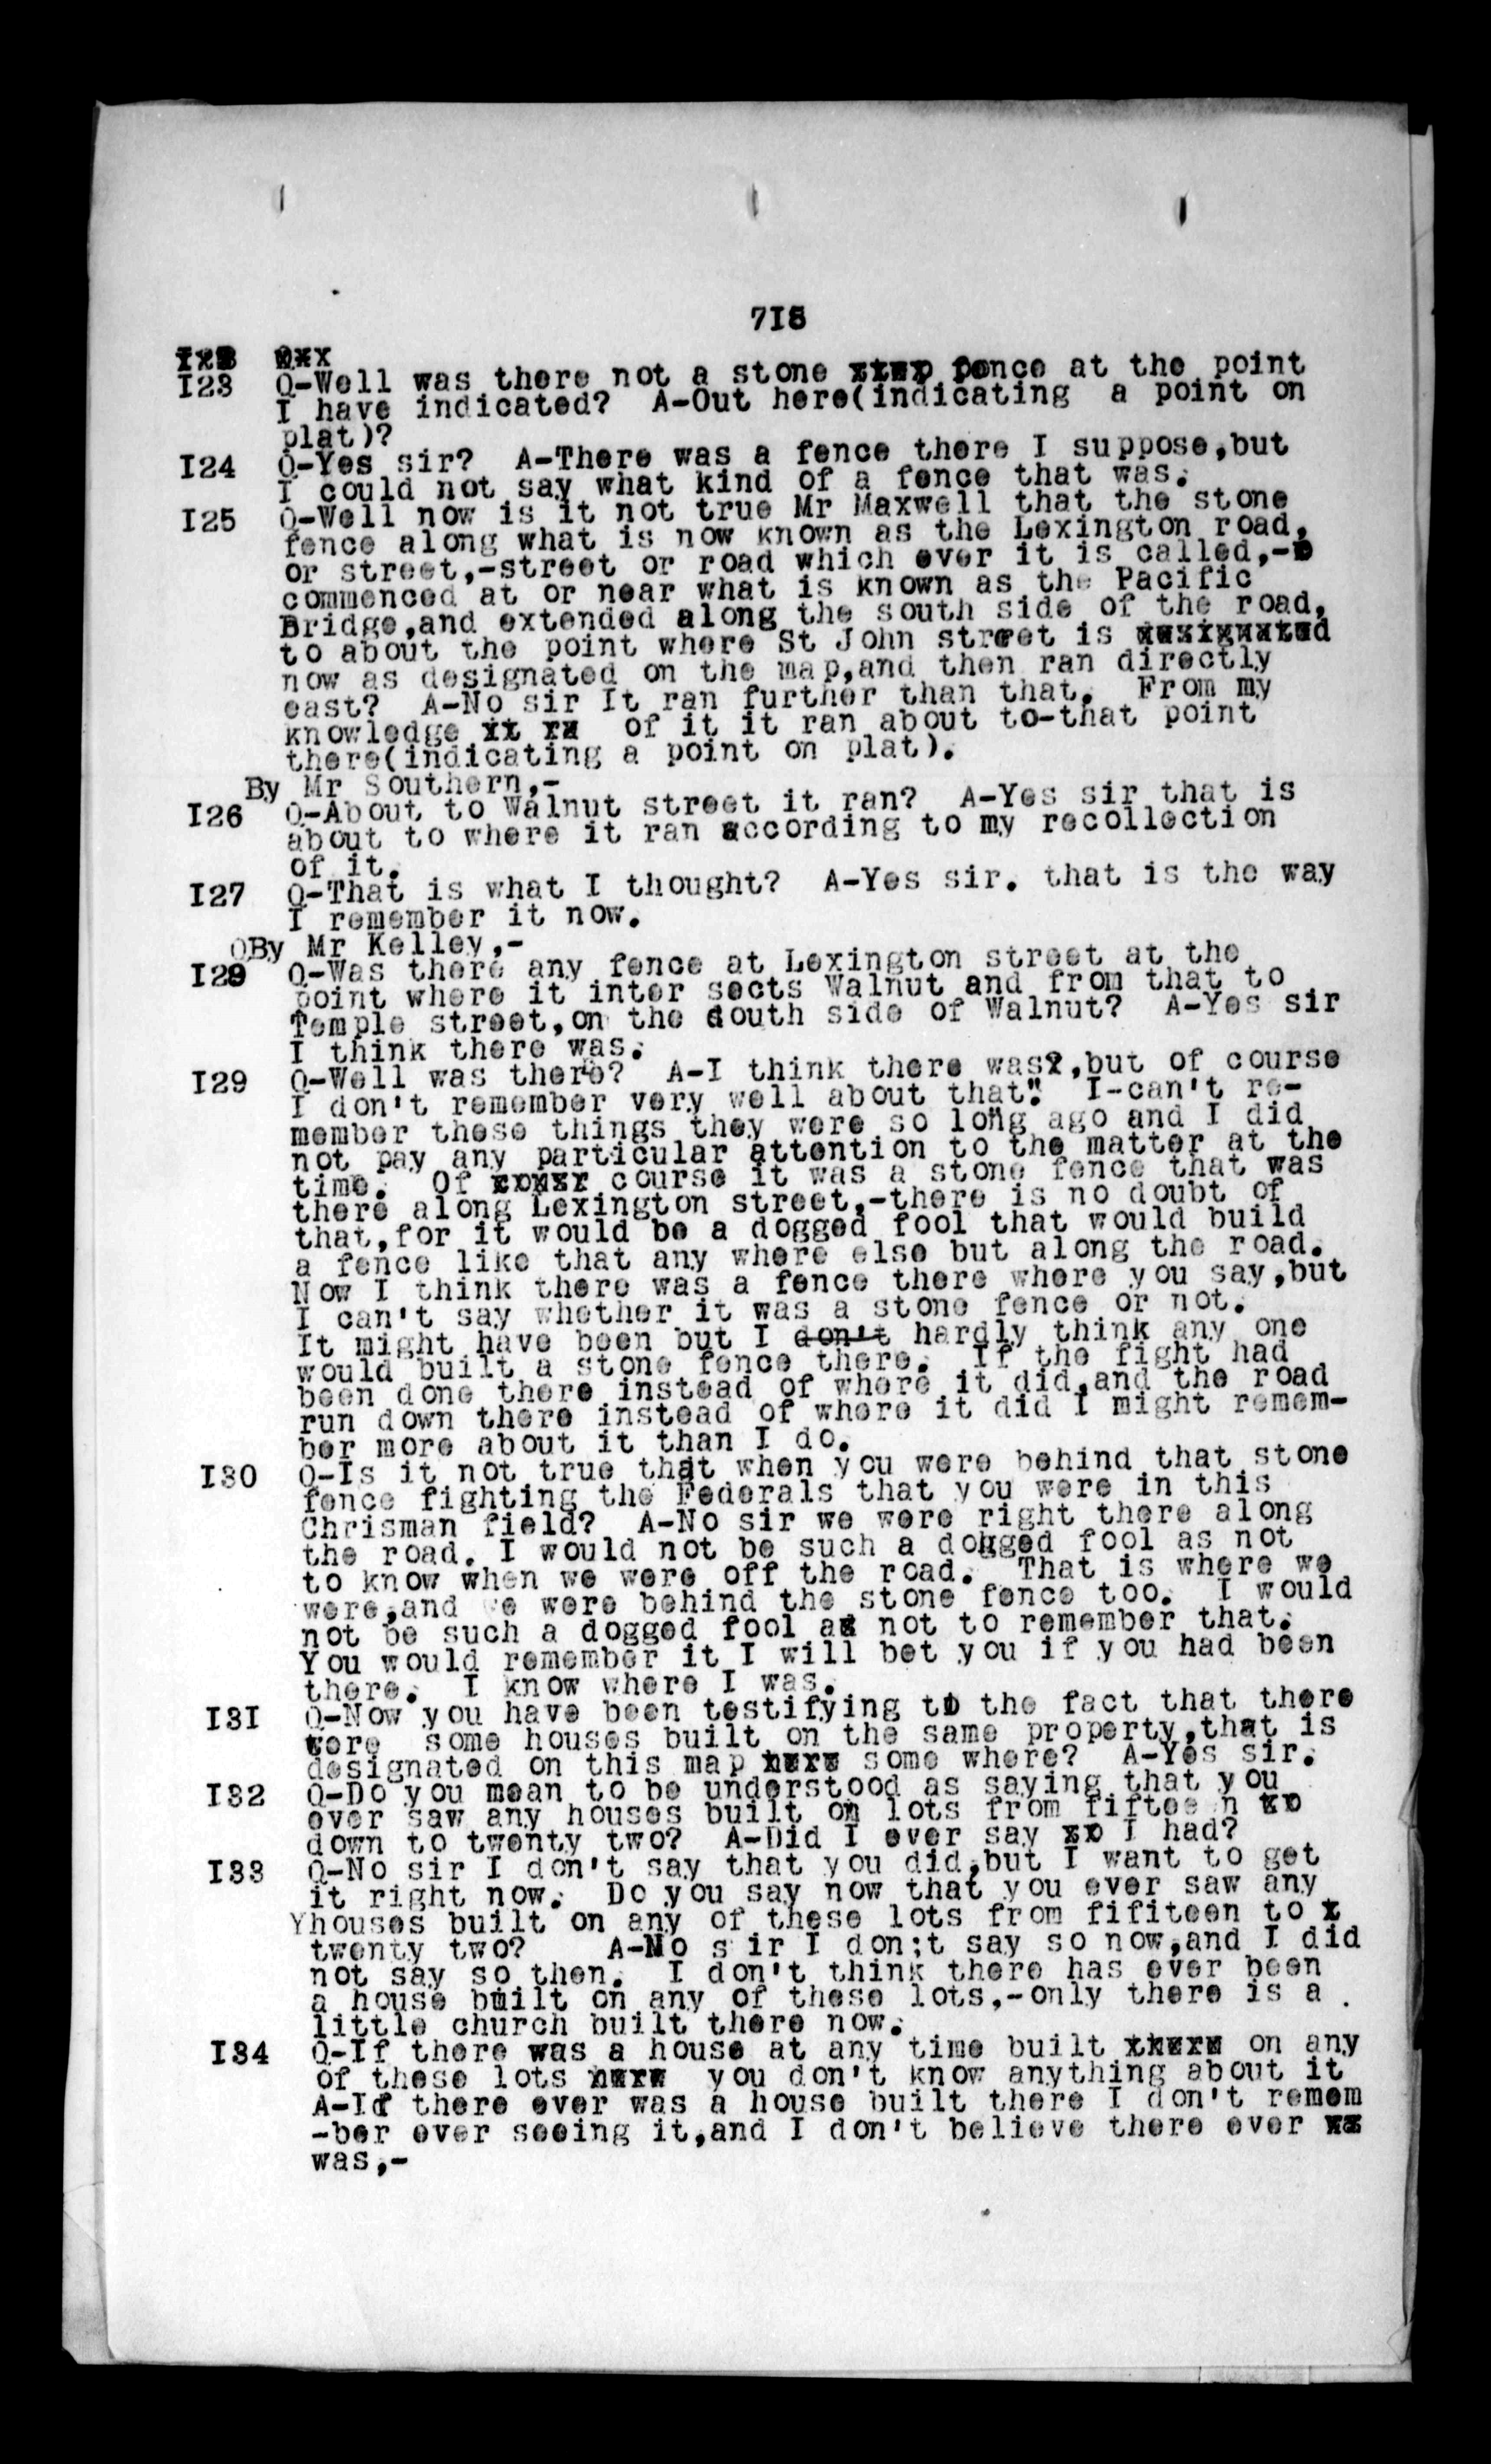 718
I23 Q-Well was there not a stone fence at the point
I have indicated? A-Out here(indicating a point on
plat)?
I24 Q-Yes sir? A-There was a fence there I suppose,but
I could not say what kind of a fence that was.
I25 Q-Well now is it not true Mr Maxwell that the stone
fence along what is now known as the Lexington road,
or street,-street or road which ever it is called,-
commenced at or near what is known as the Pacific
Bridge,and extended along the south side of the road,
to about the point where St John street is
now as designated on the map,and then ran directly
east? A-No sir It ran further than that. From my
knowledge of it it ran about to-that point
there(indicating a point on plat).
By Mr Southern,-
I26 Q-About to Walnut street it ran? A-Yes sir that is
about to where it ran according to my recollection
of it.
I27 Q-That is what I thought? A-Yes sir. that is the way
I remember it now.
QBy Mr Kelley,-
I28 Q-Was there any fence at Lexington street at the
point where it inter sects Walnut and from that to
Temple street,on the south side of Walnut? A-Yes sir
I think there was.
I29 Q-Well was there? A-I think there was,but of course
I don't remember very well about that. I-can't re-
member these things they were so long ago and I did
not pay any particular attention to the matter at the
time. Of course it was a stone fence that was
there along Lexington street,-there is no doubt of
that,for it would be a dogged fool that would build
a fence like that any where else but along the road.
Now I think there was a fence there where you say,but
I can't say whether it was a stone fence or not.
It might have been but I don't hardly think any one
would built a stone fence there. If the fight had
been done there instead of where it did,and the road
run down there instead of where it did I might remem-
ber more about it than I do.
I30 Q-Is it not true that when you were behind that stone
fence fighting the Federals that you were in this
Chrisman field? A-No sir we were right there along
the road. I would not be such a dogged fool as not
to know when we were off the road. That is where we
were,and we were behind the stone fence too. I would
not be such a dogged fool as not to remember that.
You would remember it I will bet you if you had been
there. I know where I was.
I3I Q-Now you have been testifying to the fact that there
were some houses built on the same property,that is
designated on this map some where? A-Yes sir.
I32 Q-Do you mean to be understood as saying that you
ever saw any houses built on lots from fiftee n
down to twenty two? A-Did I ever say I had?
I33 Q-No sir I don't say that you did,but I want to get
it right now. Do you say now that you ever saw any
Yhouses built on any of these lots from fifiteen to
twenty two? A-No s ir I don;t say so now,and I did
not say so then. I don't think there has ever been
a house built on any of these lots,-only there is a .
little church built there now.
I34 Q-If there was a house at any time built on any
of these lots you don't know anything about it
A-If there ever was a house built there I don't remem
-ber ever seeing it,and I don't believe there ever
was,-